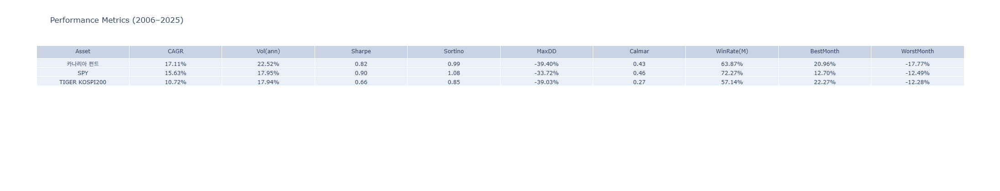 Performance Metrics (2006–2025)
Asset CAGR Vol(ann) Sharpe Sortino MaxDD Calmar WinRate(M) BestMonth WorstMonth
카나리아 펀드 17.11% 22.52% 0.82 0.99 -39.40% 0.43 63.87% 20.96% -17.77%
SPY 15.63% 17.95% 0.90 1.08 -33.72% 0.46 72.27% 12.70% -12.49%
TIGER KOSPI200 10.72% 17.94% 0.66 0.85 -39.03% 0.27 57.14% 22.27% -12.28%